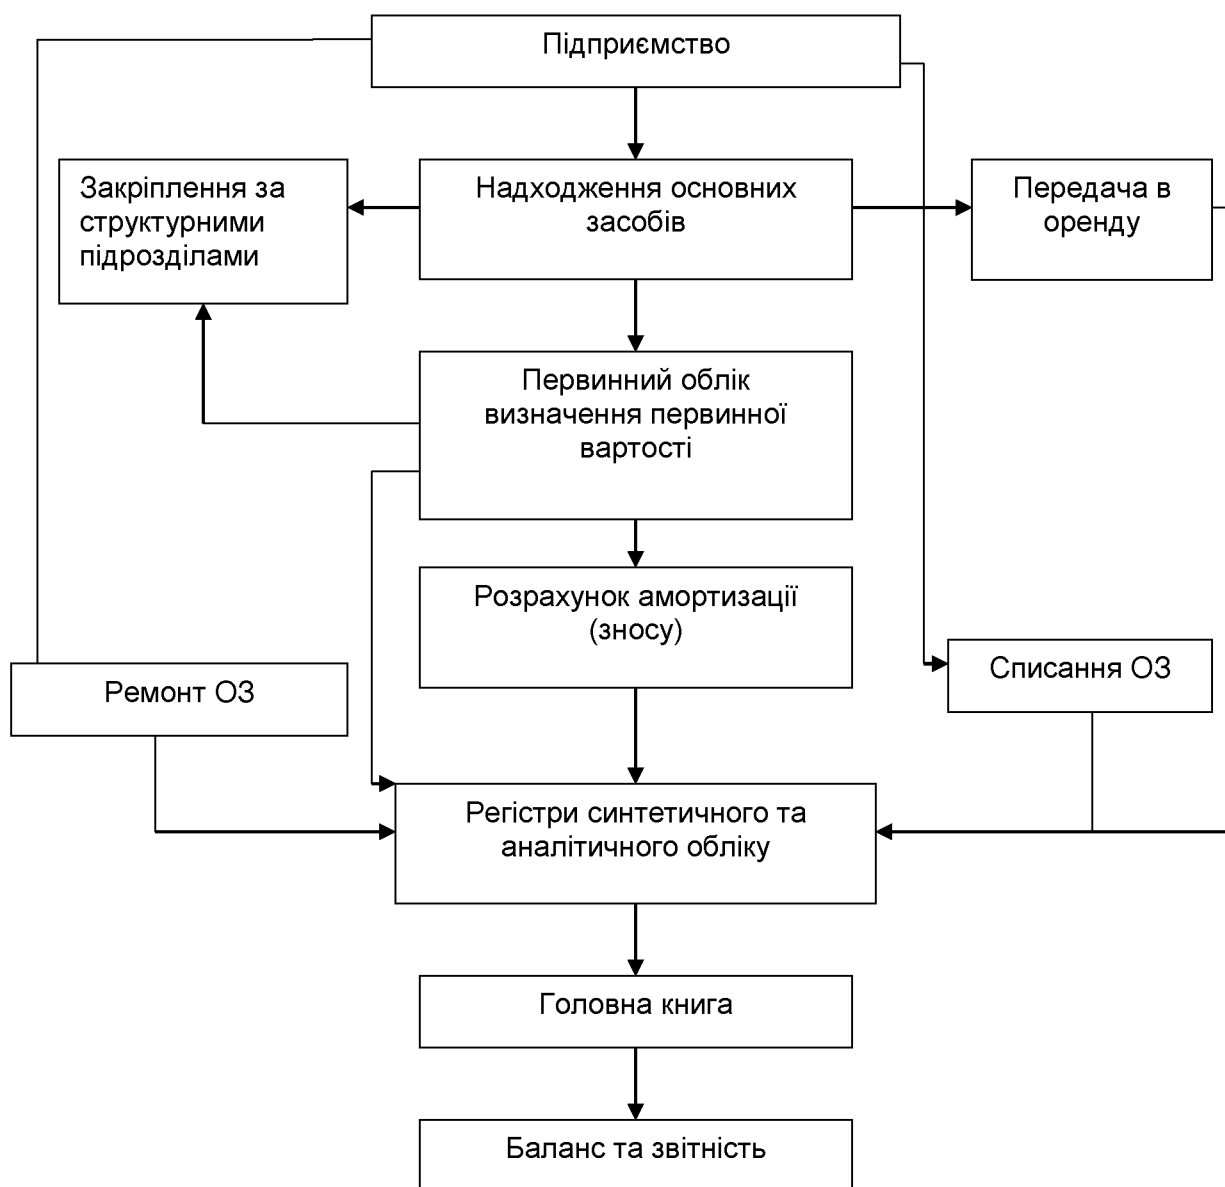 Підприємство
Закріплення за
структурними
підрозділами
Надходження основних
засобів
Передача в
оренду
Первинний облік
визначення первинної
вартості
Розрахунок амортизації
(зносу)
Ремонт ОЗ
Списання ОЗ
Регістри синтетичного та
аналітичного обліку
Головна книга
Баланс та звітність